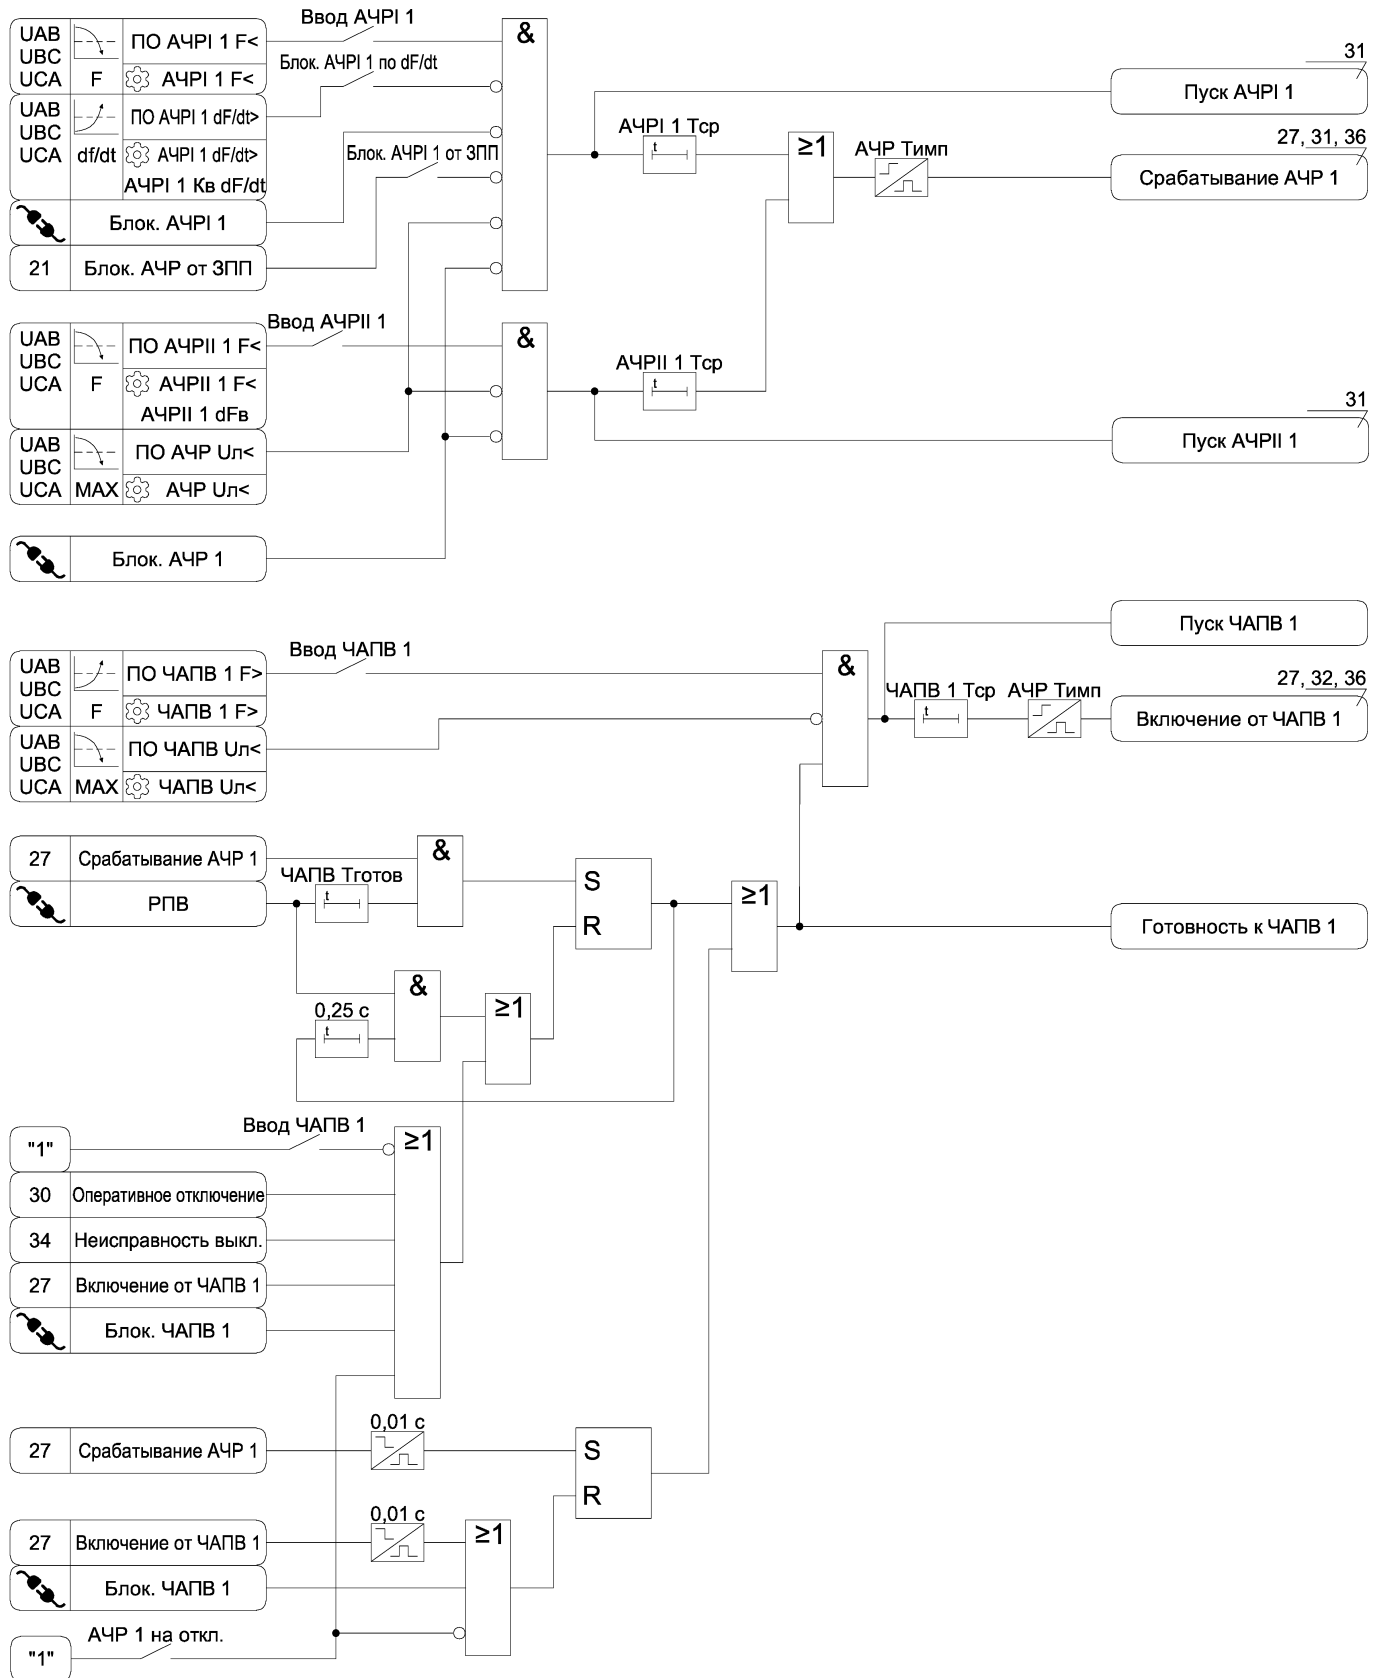 Ввод АЧРI 1
UAB
UBC
UCA
F
ПО АЧРI 1 F<
АЧРI 1 F<
Блок. АЧРI 1 по dF/dt
&
31
Пуск АЧРI 1
UAB
UBC
UCA
df/dt
ПО АЧРI 1 dF/dt>
АЧРI 1 dF/dt>
АЧРI 1 Кв dF/dt
Блок. АЧРI 1 от ЗПП
АЧРI 1 Тср
t
≥1
АЧР Тимп
27, 31, 36
Срабатывание АЧР 1
Блок. АЧРI 1
21
Блок. АЧР от ЗПП
Ввод АЧРII 1
UAB
UBC
UCA
F
ПО АЧРII 1 F<
АЧРII 1 F<
АЧРII 1 dFв
&
АЧРII 1 Тср
t
31
Пуск АЧРII 1
UAB
UBC
UCA
MAX
ПО АЧР Uл<
АЧР Uл<
Блок. АЧР 1
Пуск ЧАПВ 1
Ввод ЧАПВ 1
UAB
UBC
UCA
F
ПО ЧАПВ 1 F>
ЧАПВ 1 F>
&
ЧАПВ 1 Тср
t
АЧР Тимп
27, 32, 36
Включение от ЧАПВ 1
UAB
UBC
UCA
MAX
ПО ЧАПВ Uл<
ЧАПВ Uл<
27
Срабатывание АЧР 1
&
ЧАПВ Тготов
t
РПВ
S
R
≥1
Готовность к ЧАПВ 1
&
0,25 с
t
≥1
Ввод ЧАПВ 1
"1"
≥1
30
Оперативное отключение
34
Неисправность выкл.
27
Включение от ЧАПВ 1
Блок. ЧАПВ 1
27
Срабатывание АЧР 1
0,01 с
S
R
27
Включение от ЧАПВ 1
0,01 с
≥1
Блок. ЧАПВ 1
АЧР 1 на откл.
"1"